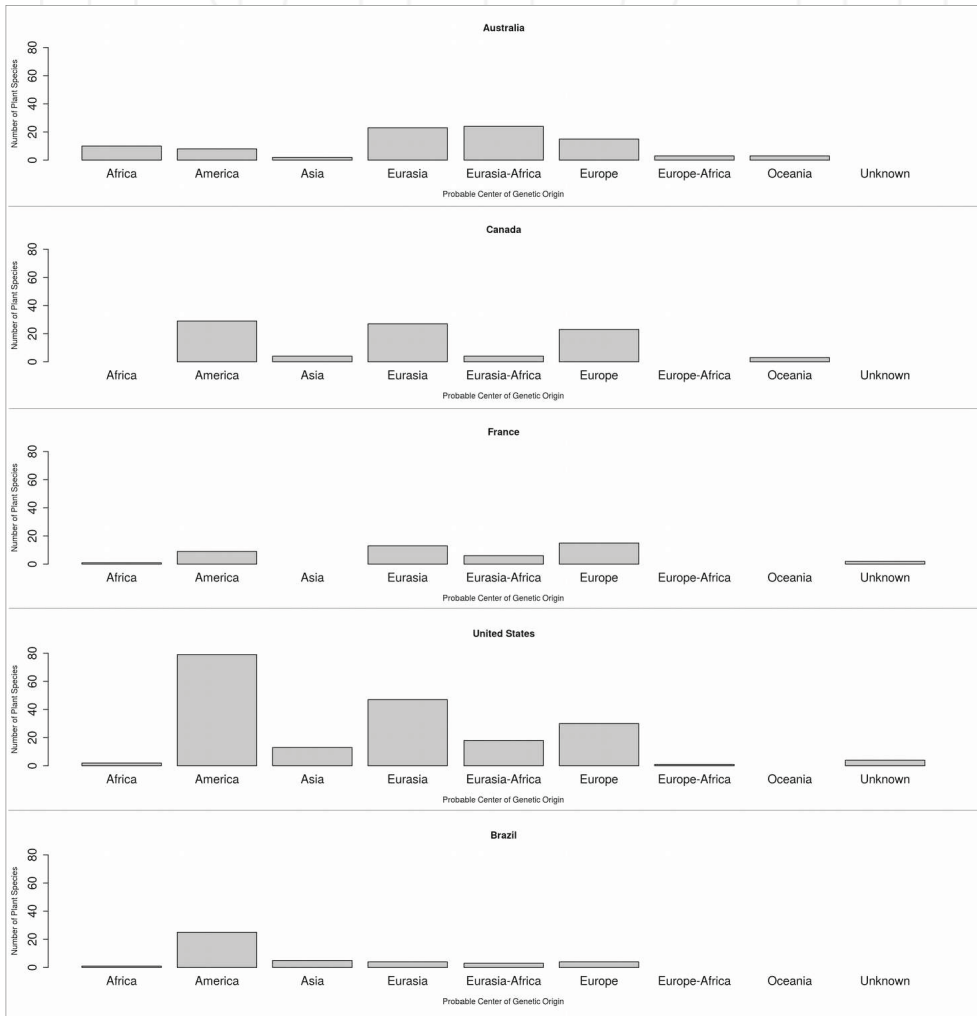 Australia
Number of Plant Species
80
60
40
20
0
Africa America Asia Eurasia Eurasia-Africa Europe Europe-Africa Oceania Unknown
Probable Center of Genetic Origin
Canada
Number of Plant Species
80
60
40
20
0
Africa America Asia Eurasia Eurasia-Africa Europe Europe-Africa Oceania Unknown
Probable Center of Genetic Origin
France
Number of Plant Species
80
60
40
20
0
Africa America Asia Eurasia Eurasia-Africa Europe Europe-Africa Oceania Unknown
Probable Center of Genetic Origin
United States
Number of Plant Species
80
60
40
20
0
Africa America Asia Eurasia Eurasia-Africa Europe Europe-Africa Oceania Unknown
Probable Center of Genetic Origin
Brazil
Number of Plant Species
80
60
40
20
0
Africa America Asia Eurasia Eurasia-Africa Europe Europe-Africa Oceania Unknown
Probable Center of Genetic Origin